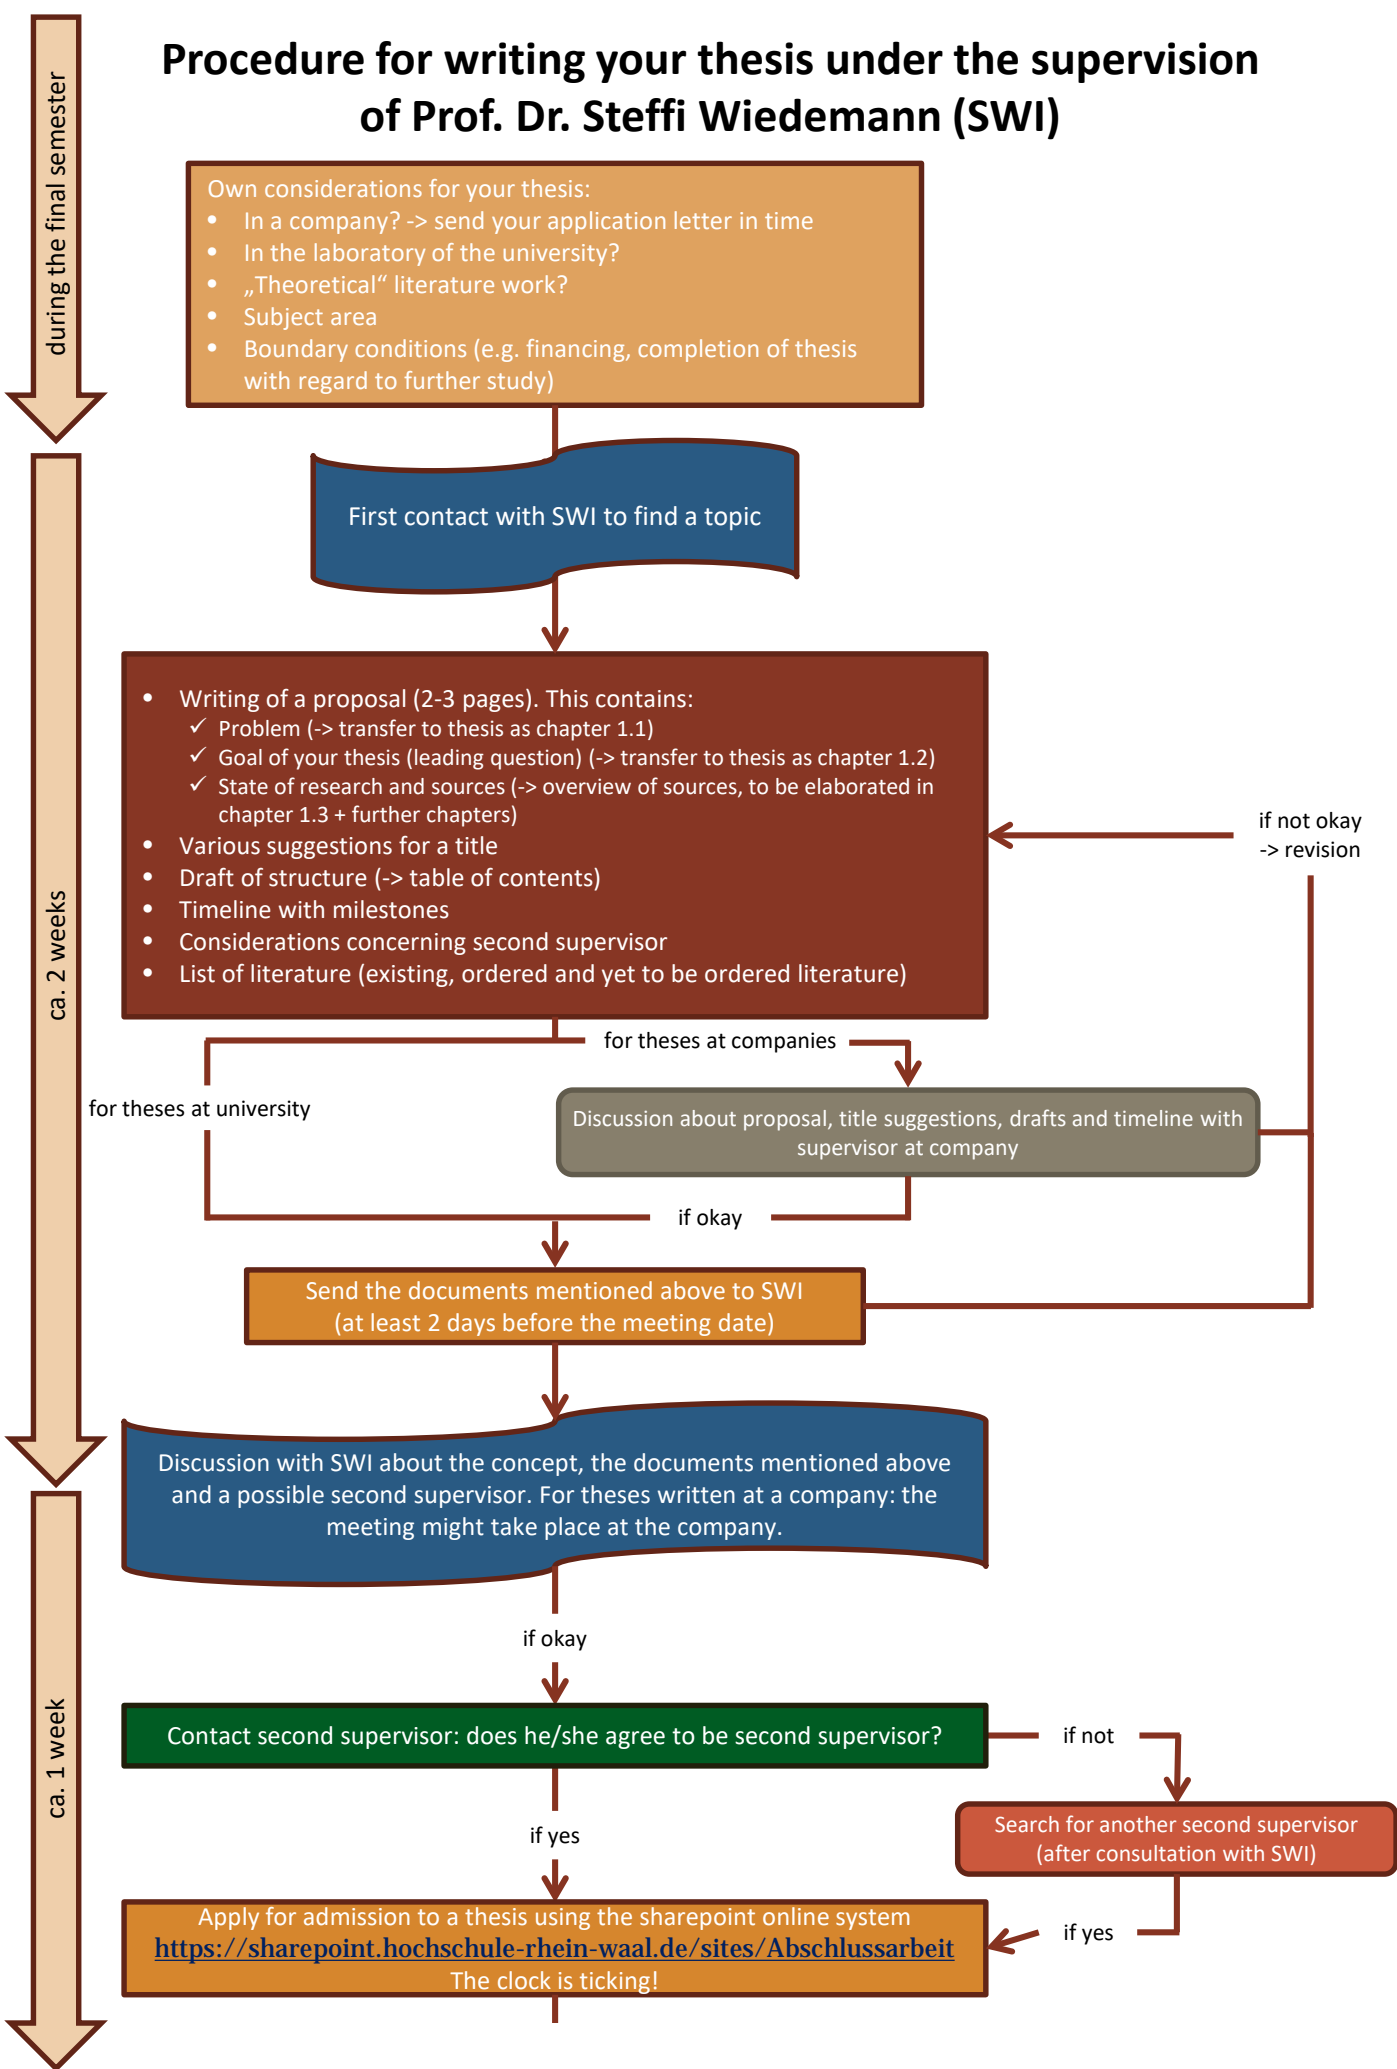 Procedure for writing your thesis under the supervision
of Prof. Dr. Steffi Wiedemann (SWI)
during the final semester
Own considerations for your thesis:
• In a company? -> send your application letter in time
• In the laboratory of the university?
• „Theoretical“ literature work?
• Subject area
• Boundary conditions (e.g. financing, completion of thesis
with regard to further study)
ca. 2 weeks
First contact with SWI to find a topic
• Writing of a proposal (2-3 pages). This contains:
✓ Problem (-> transfer to thesis as chapter 1.1)
✓ Goal of your thesis (leading question) (-> transfer to thesis as chapter 1.2)
✓ State of research and sources (-> overview of sources, to be elaborated in
chapter 1.3 + further chapters)
• Various suggestions for a title
• Draft of structure (-> table of contents)
• Timeline with milestones
• Considerations concerning second supervisor
• List of literature (existing, ordered and yet to be ordered literature)
if not okay
-> revision
for theses at companies
for theses at university
Discussion about proposal, title suggestions, drafts and timeline with
supervisor at company
if okay
Send the documents mentioned above to SWI
(at least 2 days before the meeting date)
Discussion with SWI about the concept, the documents mentioned above
and a possible second supervisor. For theses written at a company: the
meeting might take place at the company.
ca. 1 week
if okay
Contact second supervisor: does he/she agree to be second supervisor?
if not
Search for another second supervisor
(after consultation with SWI)
if yes
if yes
Apply for admission to a thesis using the sharepoint online system
https://sharepoint.hochschule-rhein-waal.de/sites/Abschlussarbeit
The clock is ticking!